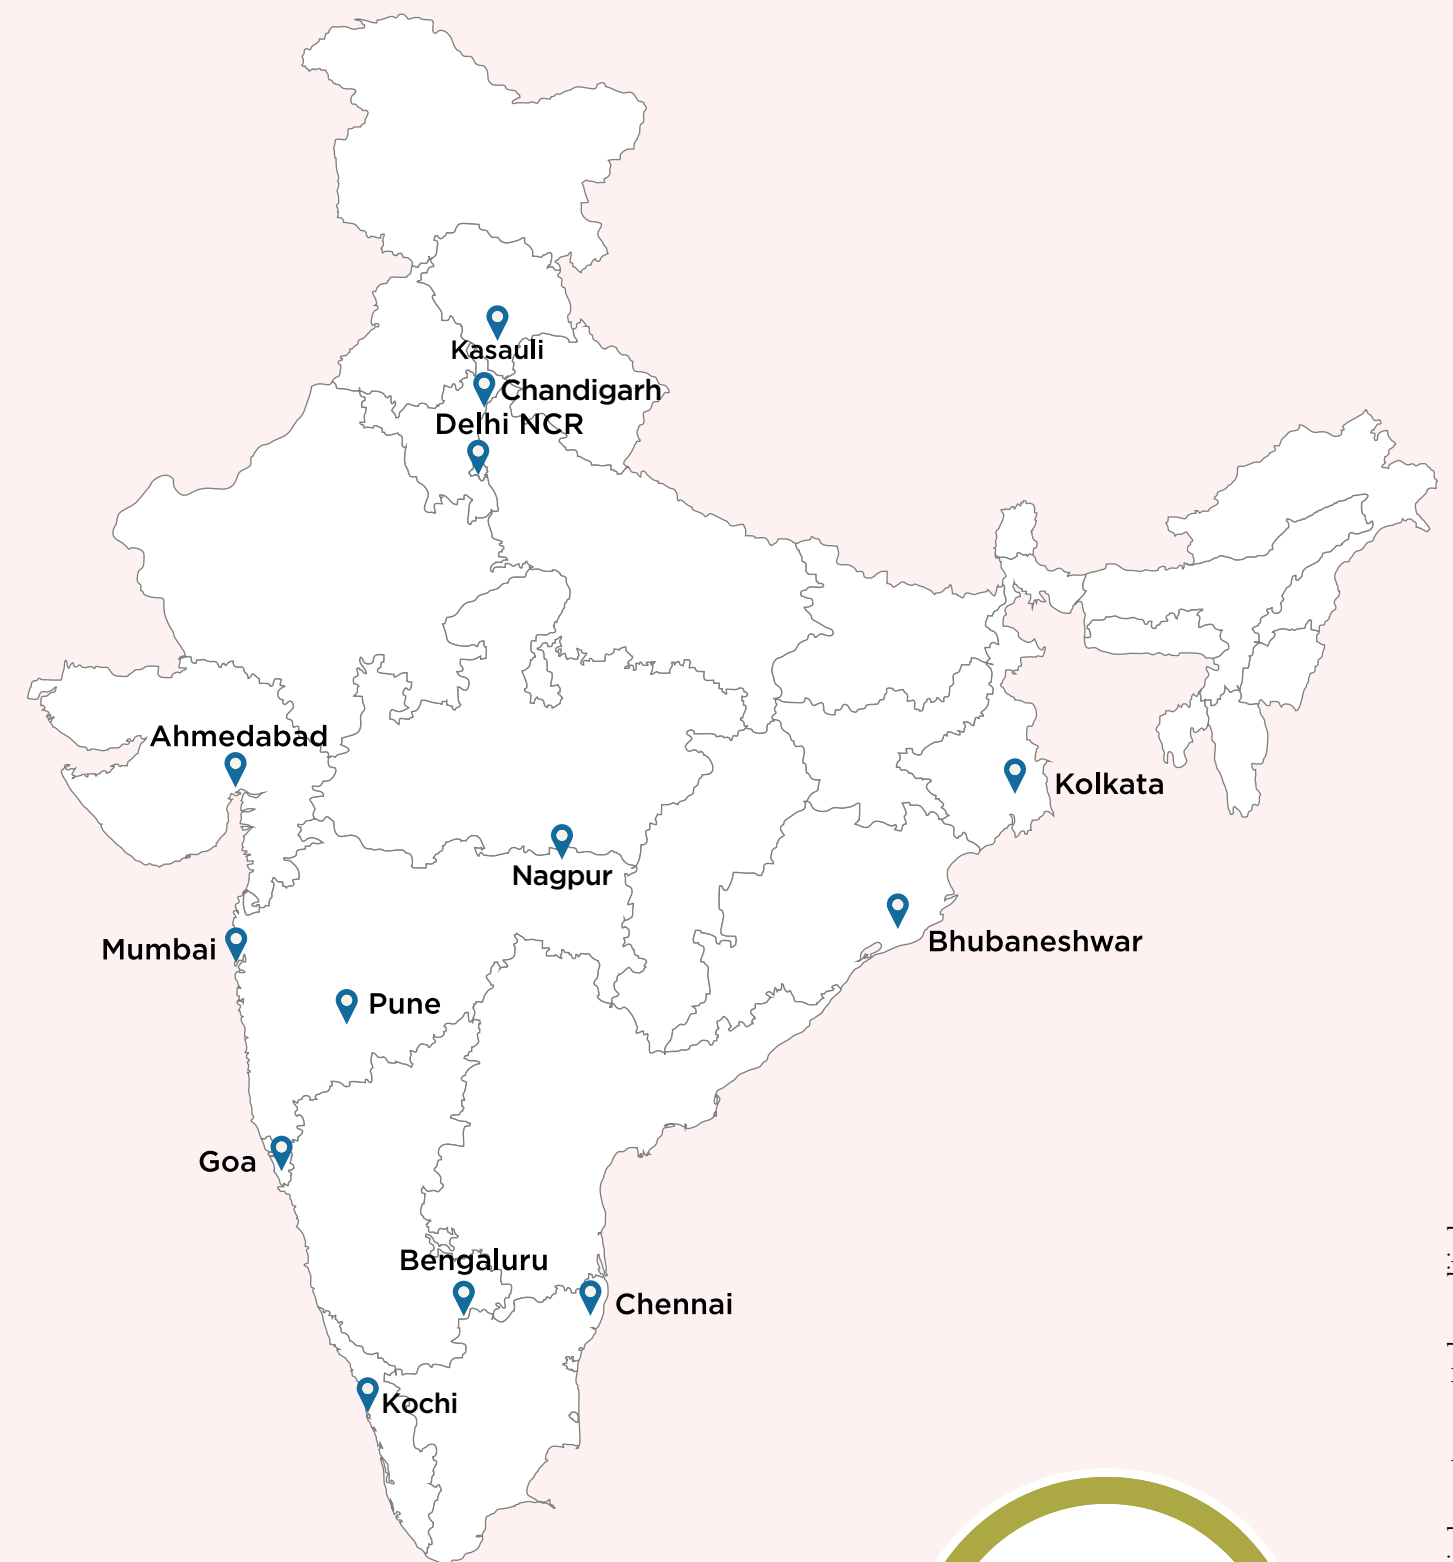 Kasauli
Chandigarh
Delhi NCR
Ahmedabad
Kolkata
Nagpur
Bhubaneshwar
Mumbai
Pune
Goa
Bengaluru
Chennai
Kochi